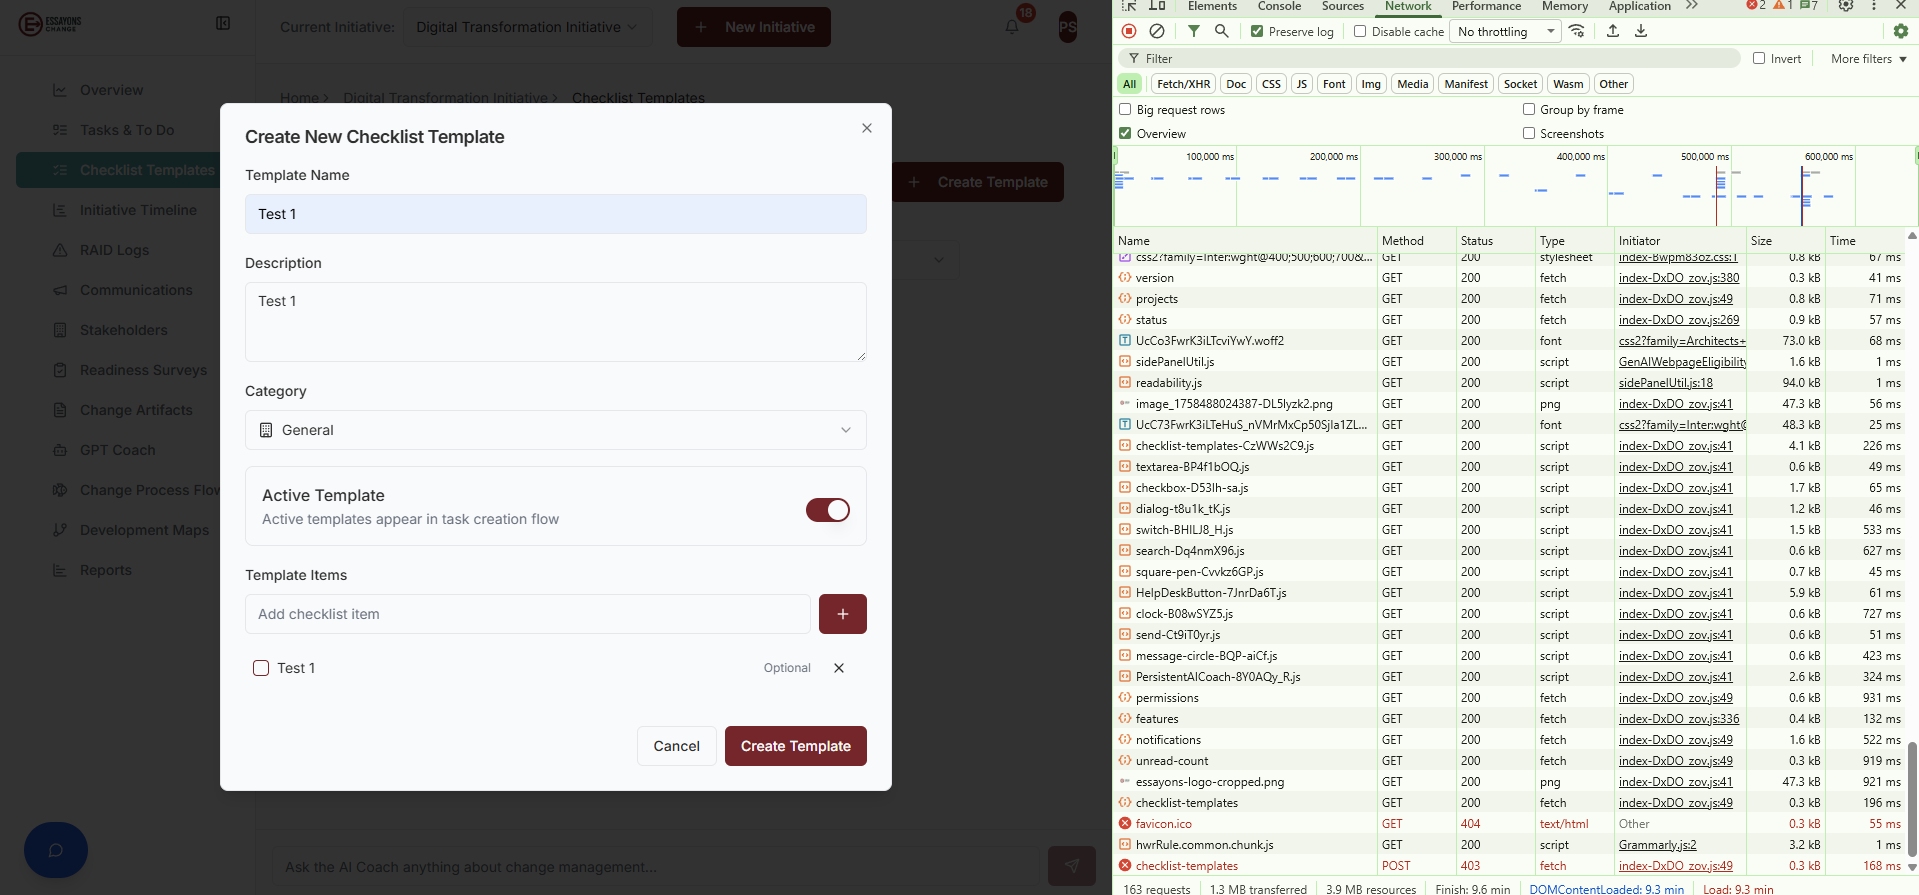 ESSAYONS
CHANGE
Current Initiative:
Digital Transformation Initiative
New Initiative
18
PS
Overview
Tasks & To Do
Checklist Templates
Initiative Timeline
RAID Logs
Communications
Stakeholders
Readiness Surveys
Change Artifacts
GPT Coach
Change Process Flow
Development Maps
Reports
Home > Digital Transformation Initiative > Checklist Templates
Create Template
Create New Checklist Template
Template Name
Test 1
Description
Test 1
Category
General
Active Template
Active templates appear in task creation flow
Template Items
Add checklist item
Test 1 Optional
Cancel Create Template
Ask the AI Coach anything about change management...
Elements Console Sources Network Performance Memory Application 2 1 7
Preserve log Disable cache No throttling
Filter Invert More filters
All Fetch/XHR Doc CSS JS Font Img Media Manifest Socket Wasm Other
Big request rows Group by frame
Overview Screenshots
100,000 ms 200,000 ms 300,000 ms 400,000 ms 500,000 ms 600,000 ms
Name Method Status Type Initiator Size Time
css2?family=Inter:wght@400;500;600;700&... GET 200 stylesheet index-Bwpm83oz.css:1 0.8 kB 67 ms
version GET 200 fetch index-DxDO_zov.js:380 0.3 kB 41 ms
projects GET 200 fetch index-DxDO_zov.js:49 0.8 kB 71 ms
status GET 200 fetch index-DxDO_zov.js:269 0.9 kB 57 ms
UcCo3FwrK3iLTcviYwY.woff2 GET 200 font css2?family=Architects+ 73.0 kB 68 ms
sidePanelUtil.js GET 200 script GenAIWebpageEligibility 1.6 kB 1 ms
readability.js GET 200 script sidePanelUtil.js:18 94.0 kB 1 ms
image_1758488024387-DL5lyzk2.png GET 200 png index-DxDO_zov.js:41 47.3 kB 56 ms
UcC73FwrK3iLTeHuS_nVMrMxCp50SjIa1ZL... GET 200 font css2?family=Inter:wght@ 48.3 kB 25 ms
checklist-templates-CzWWs2C9.js GET 200 script index-DxDO_zov.js:41 4.1 kB 226 ms
textarea-BP4f1bOQ.js GET 200 script index-DxDO_zov.js:41 0.6 kB 49 ms
checkbox-D53lh-sa.js GET 200 script index-DxDO_zov.js:41 1.7 kB 65 ms
dialog-t8u1k_tK.js GET 200 script index-DxDO_zov.js:41 1.2 kB 46 ms
switch-BHILJ8_H.js GET 200 script index-DxDO_zov.js:41 1.5 kB 533 ms
search-Dq4nmX96.js GET 200 script index-DxDO_zov.js:41 0.6 kB 627 ms
square-pen-Cvvkz6GP.js GET 200 script index-DxDO_zov.js:41 0.7 kB 45 ms
HelpDeskButton-7JnrDa6T.js GET 200 script index-DxDO_zov.js:41 5.9 kB 61 ms
clock-B08wSYZ5.js GET 200 script index-DxDO_zov.js:41 0.6 kB 727 ms
send-Ct9iT0yr.js GET 200 script index-DxDO_zov.js:41 0.6 kB 51 ms
message-circle-BQP-aiCf.js GET 200 script index-DxDO_zov.js:41 0.6 kB 423 ms
PersistentAICoach-8Y0AQy_R.js GET 200 script index-DxDO_zov.js:41 2.6 kB 324 ms
permissions GET 200 fetch index-DxDO_zov.js:49 0.6 kB 931 ms
features GET 200 fetch index-DxDO_zov.js:336 0.4 kB 132 ms
notifications GET 200 fetch index-DxDO_zov.js:49 1.6 kB 522 ms
unread-count GET 200 fetch index-DxDO_zov.js:49 0.3 kB 919 ms
essayons-logo-cropped.png GET 200 png index-DxDO_zov.js:41 47.3 kB 921 ms
checklist-templates GET 200 fetch index-DxDO_zov.js:49 0.3 kB 196 ms
favicon.ico GET 404 text/html Other 0.3 kB 55 ms
hwrRule.common.chunk.js GET 200 script Grammarly.js:2 3.2 kB 1 ms
checklist-templates POST 403 fetch index-DxDO_zov.js:49 0.3 kB 168 ms
163 requests 1.3 MB transferred 3.9 MB resources Finish: 9.6 min DOMContentLoaded: 9.3 min Load: 9.3 min